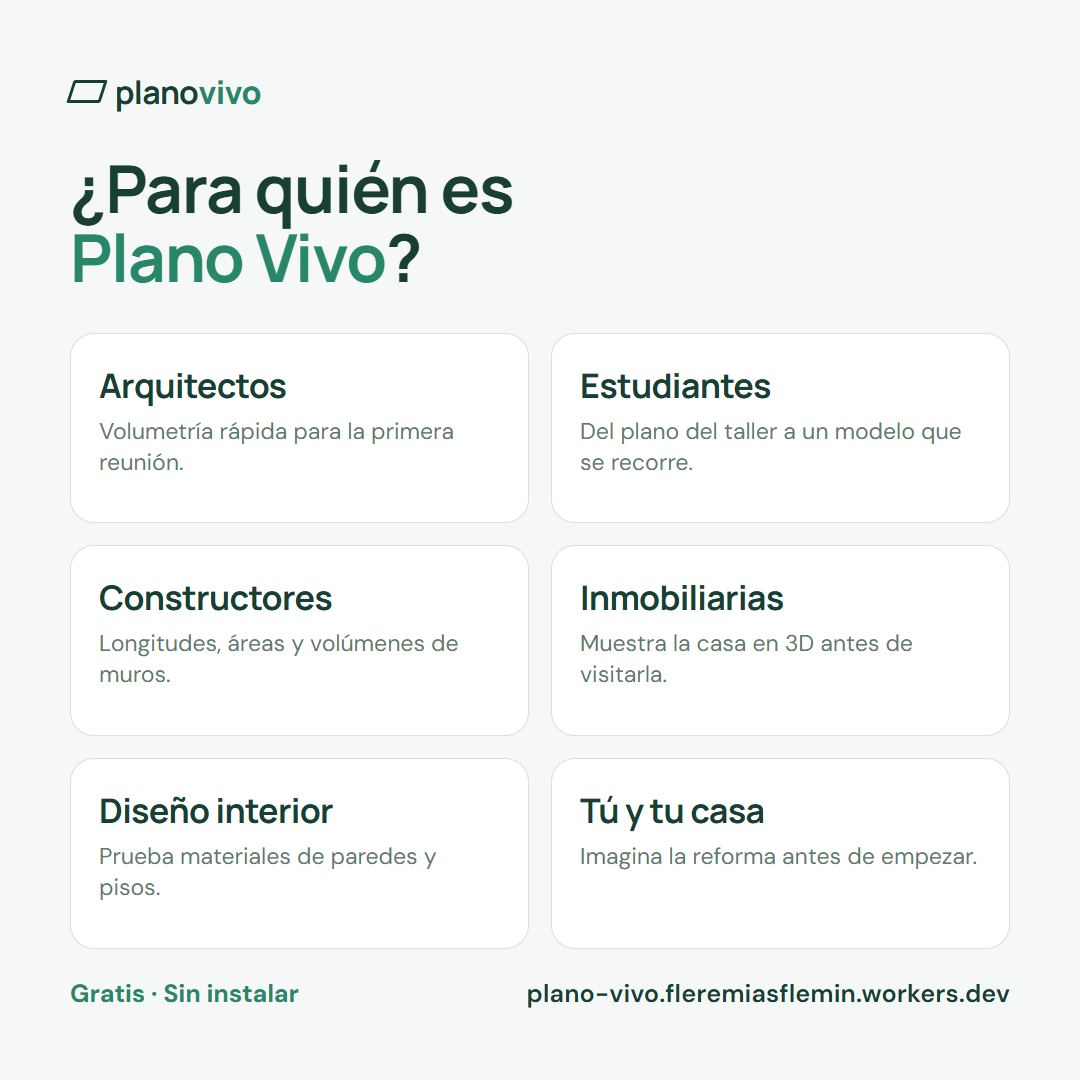 planovivo
¿Para quién es
Plano Vivo?
Arquitectos
Volumetría rápida para la primera
reunión.
Estudiantes
Del plano del taller a un modelo que
se recorre.
Constructores
Longitudes, áreas y volúmenes de
muros.
Inmobiliarias
Muestra la casa en 3D antes de
visitarla.
Diseño interior
Prueba materiales de paredes y
pisos.
Tú y tu casa
Imagina la reforma antes de empezar.
Gratis · Sin instalar
plano-vivo.fleremiasflemin.workers.dev